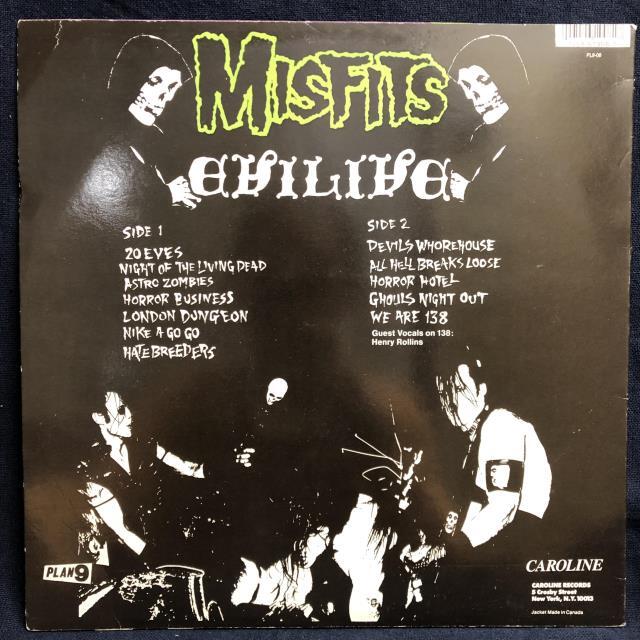 PL9-08
MISFITS
EVILIVE
SIDE 1
20 EYES
NIGHT OF THE LIVING DEAD
ASTRO ZOMBIES
HORROR BUSINESS
LONDON DUNGEON
NIKE A GO GO
HATEBREEDERS
SIDE 2
DEVILS WHOREHOUSE
ALL HELL BREAKS LOOSE
HORROR HOTEL
GHOULS NIGHT OUT
WE ARE 138
Guest Vocals on 138:
Henry Rollins
PLAN 9
CAROLINE
CAROLINE RECORDS
5 Crosby Street
New York, N.Y. 10013
Jacket Made in Canada